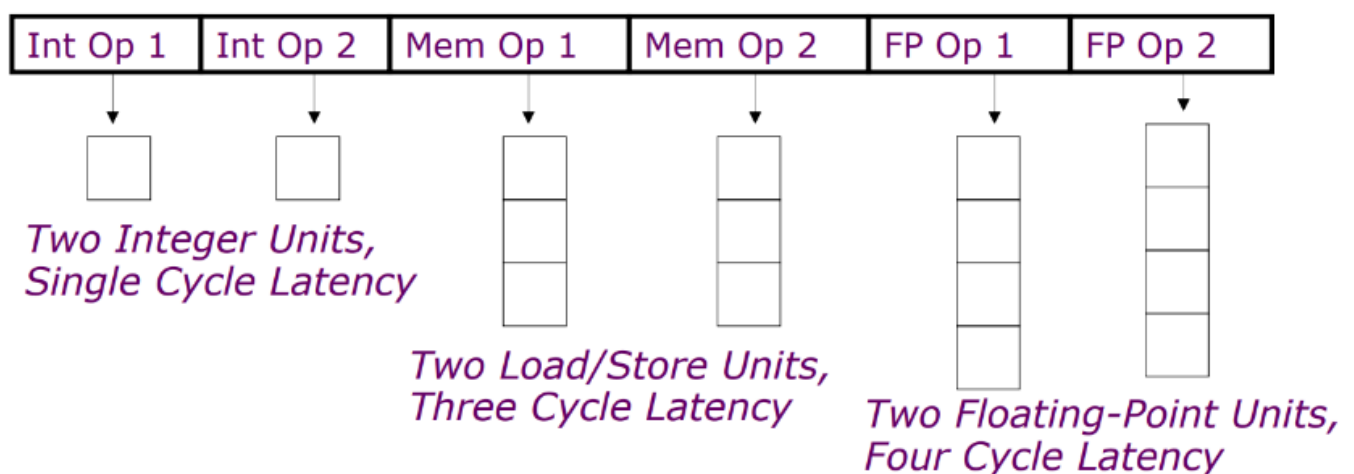 Int Op 1 Int Op 2 Mem Op 1 Mem Op 2 FP Op 1 FP Op 2
Two Integer Units,
Single Cycle Latency
Two Load/Store Units,
Three Cycle Latency
Two Floating-Point Units,
Four Cycle Latency